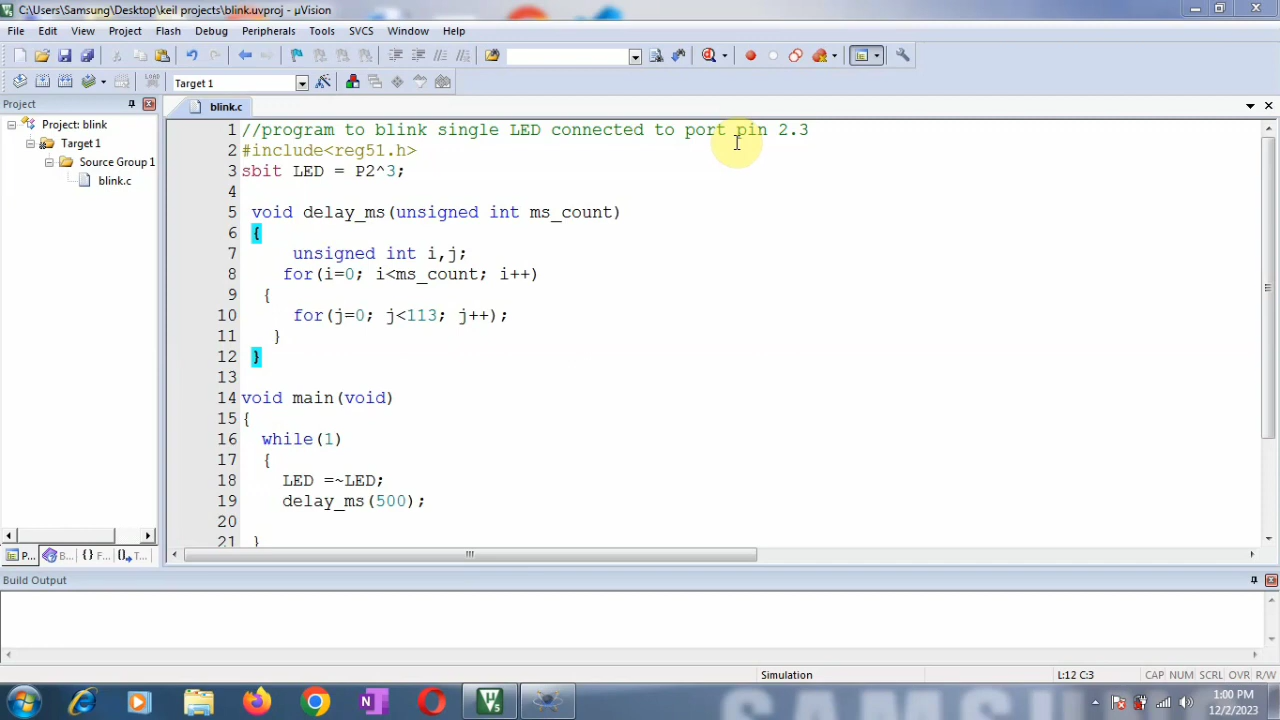 C:\Users\Samsung\Desktop\keil projects\blink.uvproj - µVision
File Edit View Project Flash Debug Peripherals Tools SVCS Window Help
LOAD Target 1
Project
blink.c
Project: blink
Target 1
Source Group 1
blink.c
1 //program to blink single LED connected to port pin 2.3
2 #include<reg51.h>
3 sbit LED = P2^3;
4
5 void delay_ms(unsigned int ms_count)
6 {
7 unsigned int i,j;
8 for(i=0; i<ms_count; i++)
9 {
10 for(j=0; j<113; j++);
11 }
12 }
13
14 void main(void)
15 {
16 while(1)
17 {
18 LED =~LED;
19 delay_ms(500);
20
21 }
P... B... {} F... T...
Build Output
Simulation L:12 C:3 CAP NUM SCRL OVR R/W
1:00 PM
12/2/2023